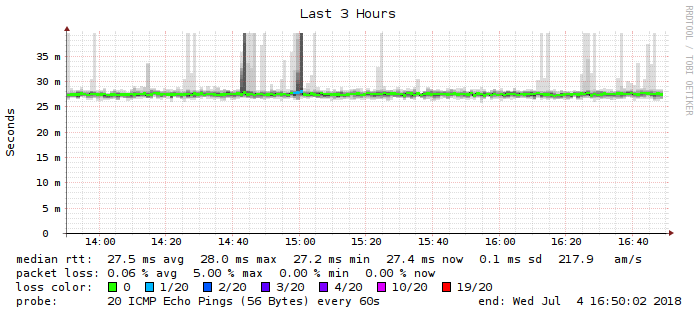 Last 3 Hours
RRDTOOL / TOBI OETIKER
Seconds
35 m
30 m
25 m
20 m
15 m
10 m
5 m
0
14:00 14:20 14:40 15:00 15:20 15:40 16:00 16:20 16:40
median rtt: 27.5 ms avg 28.0 ms max 27.2 ms min 27.4 ms now 0.1 ms sd 217.9 am/s
packet loss: 0.06 % avg 5.00 % max 0.00 % min 0.00 % now
loss color: 0 1/20 2/20 3/20 4/20 10/20 19/20
probe: 20 ICMP Echo Pings (56 Bytes) every 60s end: Wed Jul 4 16:50:02 2018